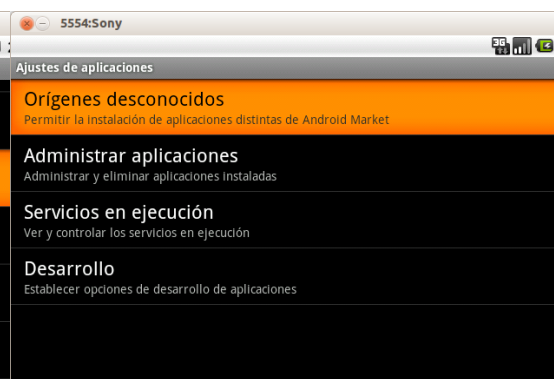 5554:Sony
3G
Ajustes de aplicaciones
Orígenes desconocidos
Permitir la instalación de aplicaciones distintas de Android Market
Administrar aplicaciones
Administrar y eliminar aplicaciones instaladas
Servicios en ejecución
Ver y controlar los servicios en ejecución
Desarrollo
Establecer opciones de desarrollo de aplicaciones